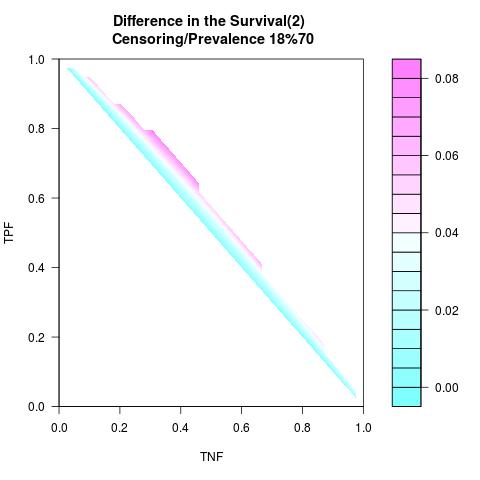 Difference in the Survival(2)
Censoring/Prevalence 18%70
1.0
0.8
0.6
0.4
0.2
0.0
TPF
0.0 0.2 0.4 0.6 0.8 1.0
TNF
0.08
0.06
0.04
0.02
0.00